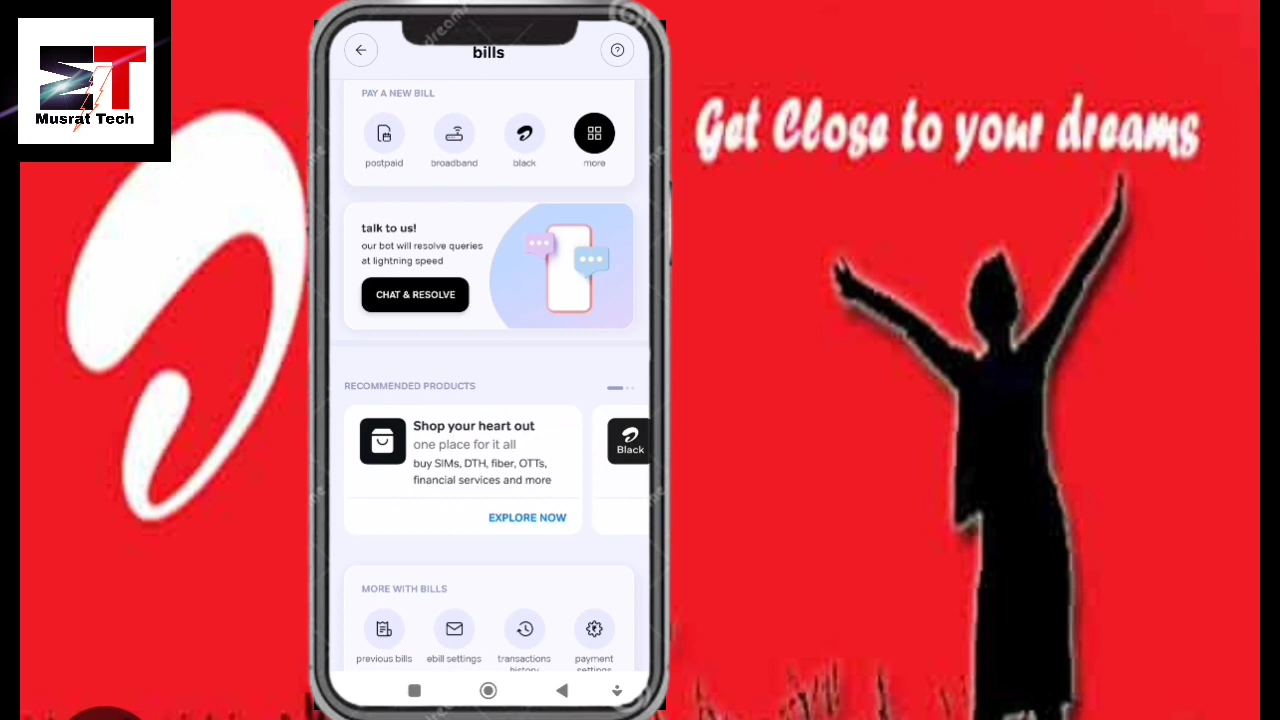 Musrat Tech
bills
PAY A NEW BILL
postpaid
broadband
black
more
talk to us!
our bot will resolve queries
at lightning speed
CHAT & RESOLVE
RECOMMENDED PRODUCTS
Shop your heart out
one place for it all
buy SIMs, DTH, fiber, OTTs,
financial services and more
EXPLORE NOW
Black
MORE WITH BILLS
previous bills
ebill settings
transactions
history
payment
settings
Get Close to your dreams